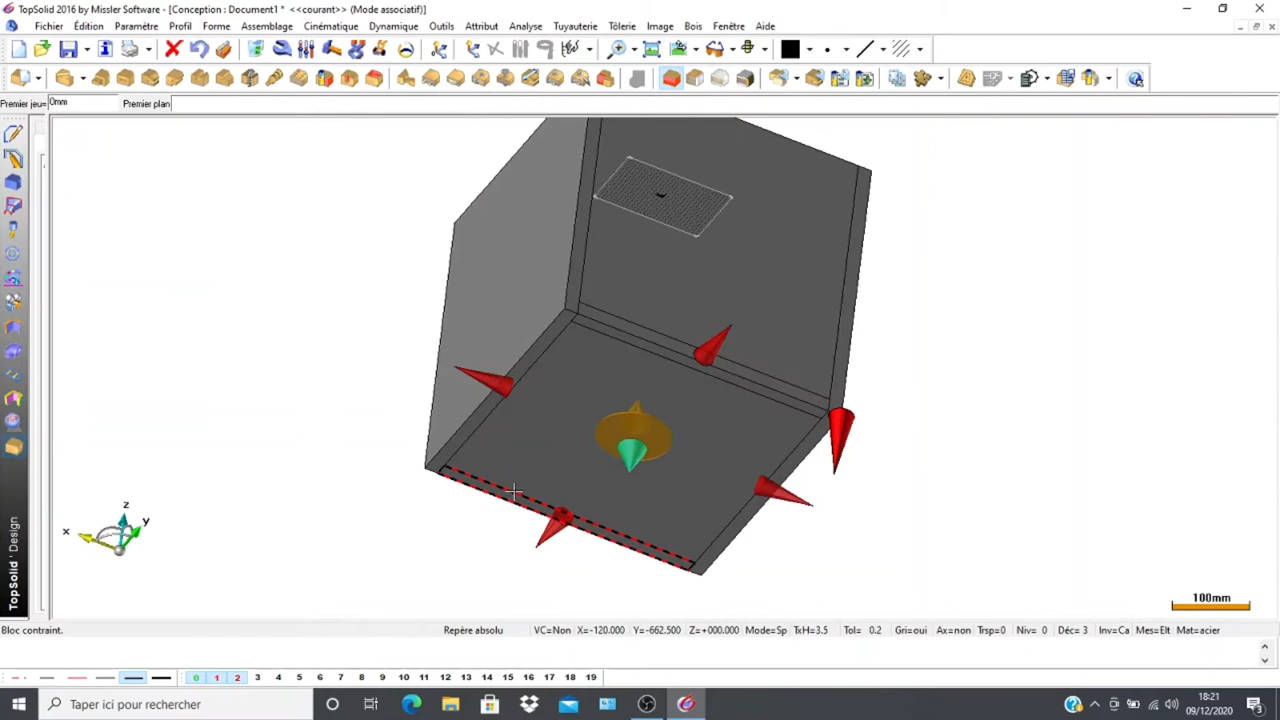 TopSolid 2016 by Missler Software - [Conception : Document1 * <<courant>> (Mode associatif)]
Fichier Édition Paramètre Profil Forme Assemblage Cinématique Outils Attribut Analyse Tuyauterie Tôlerie Image Bois Fenêtre Aide
Premier jeu= 0mm Premier plan
x z y
TopSolid ' Design
100mm
Bloc contraint. Repère absolu VC=Non X=-120.000 Y=-662.500 Z=+000.000 Mode=Sp TxH=3.5 Tol= 0.2 Gri=oui Ax=non Trsp=0 Niv= 0 Déc= 3 Inv=Ca Mes=Elt Mat=acier
0 1 2 3 4 5 6 7 8 9 10 11 12 13 14 15 16 17 18 19
Taper ici pour rechercher
18:21
09/12/2020
3